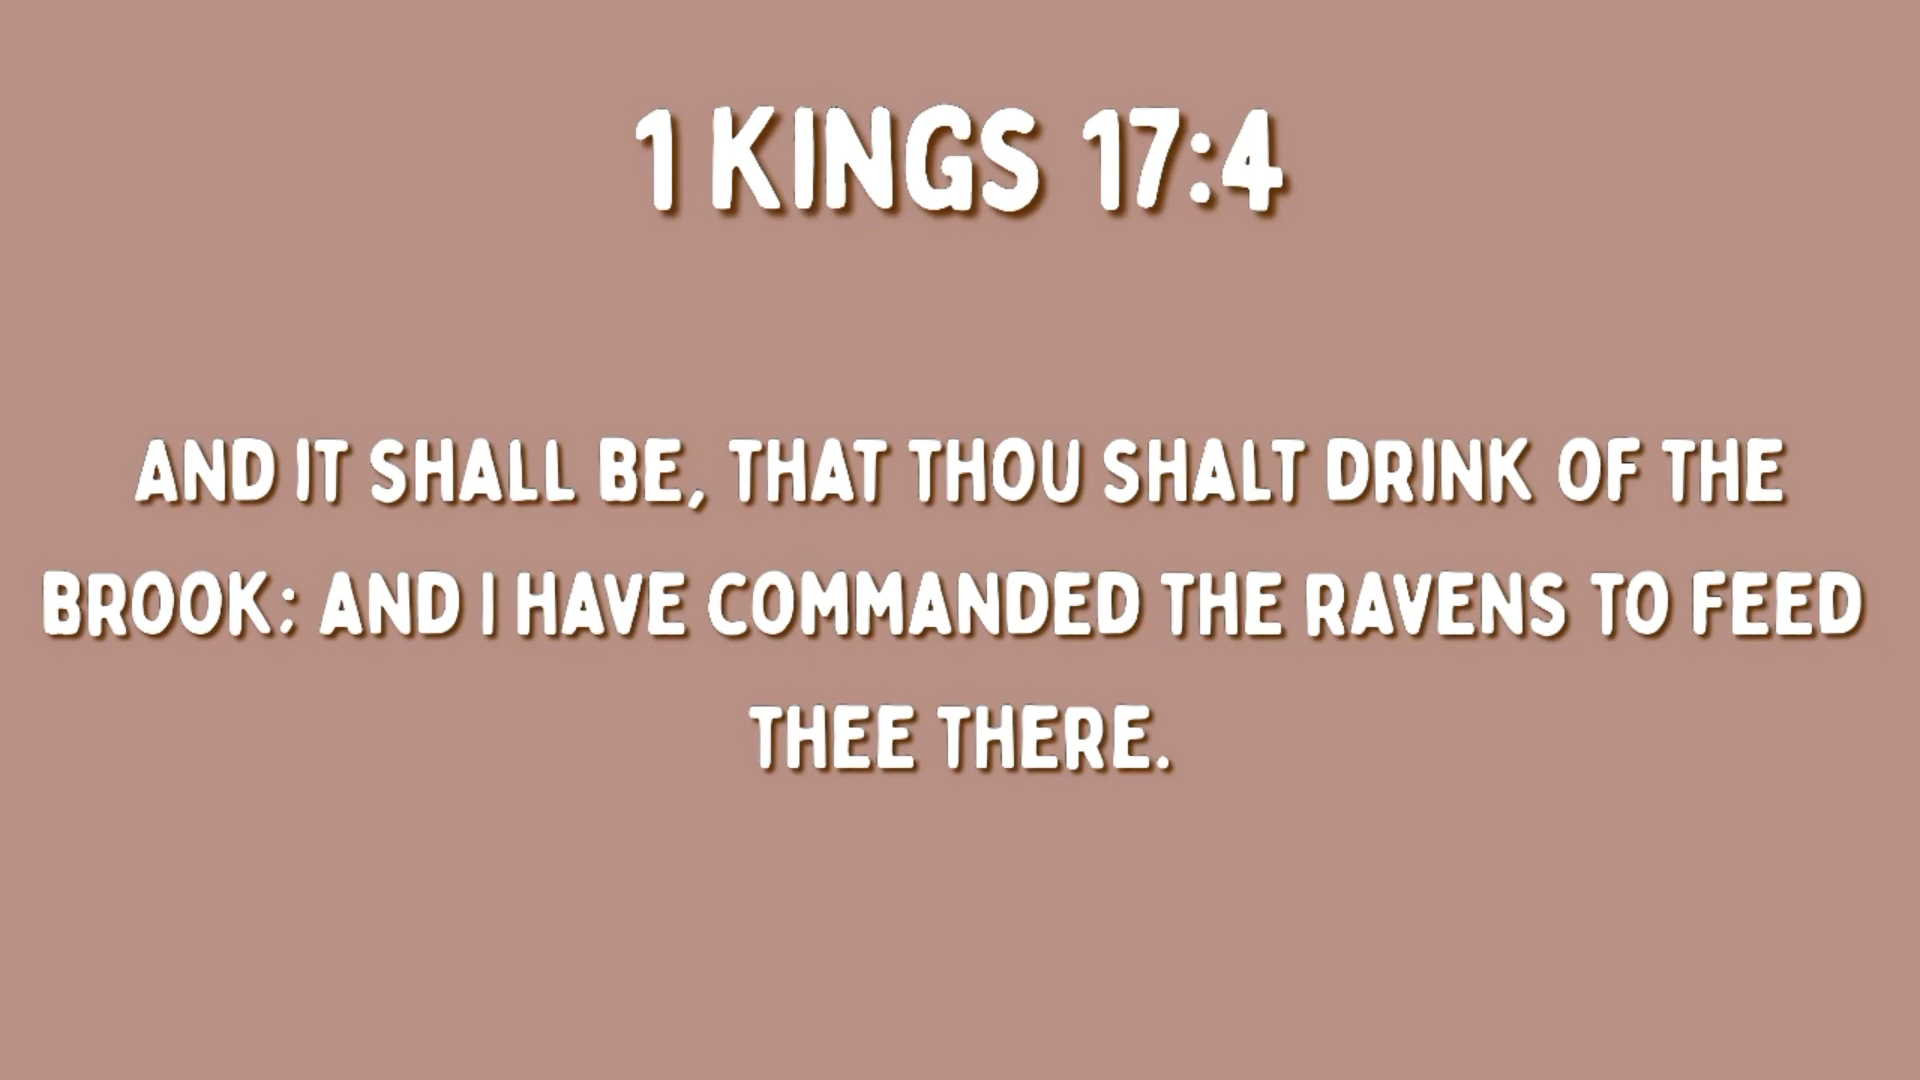 1 KINGS 17:4
AND IT SHALL BE, THAT THOU SHALT DRINK OF THE
BROOK; AND I HAVE COMMANDED THE RAVENS TO FEED
THEE THERE.